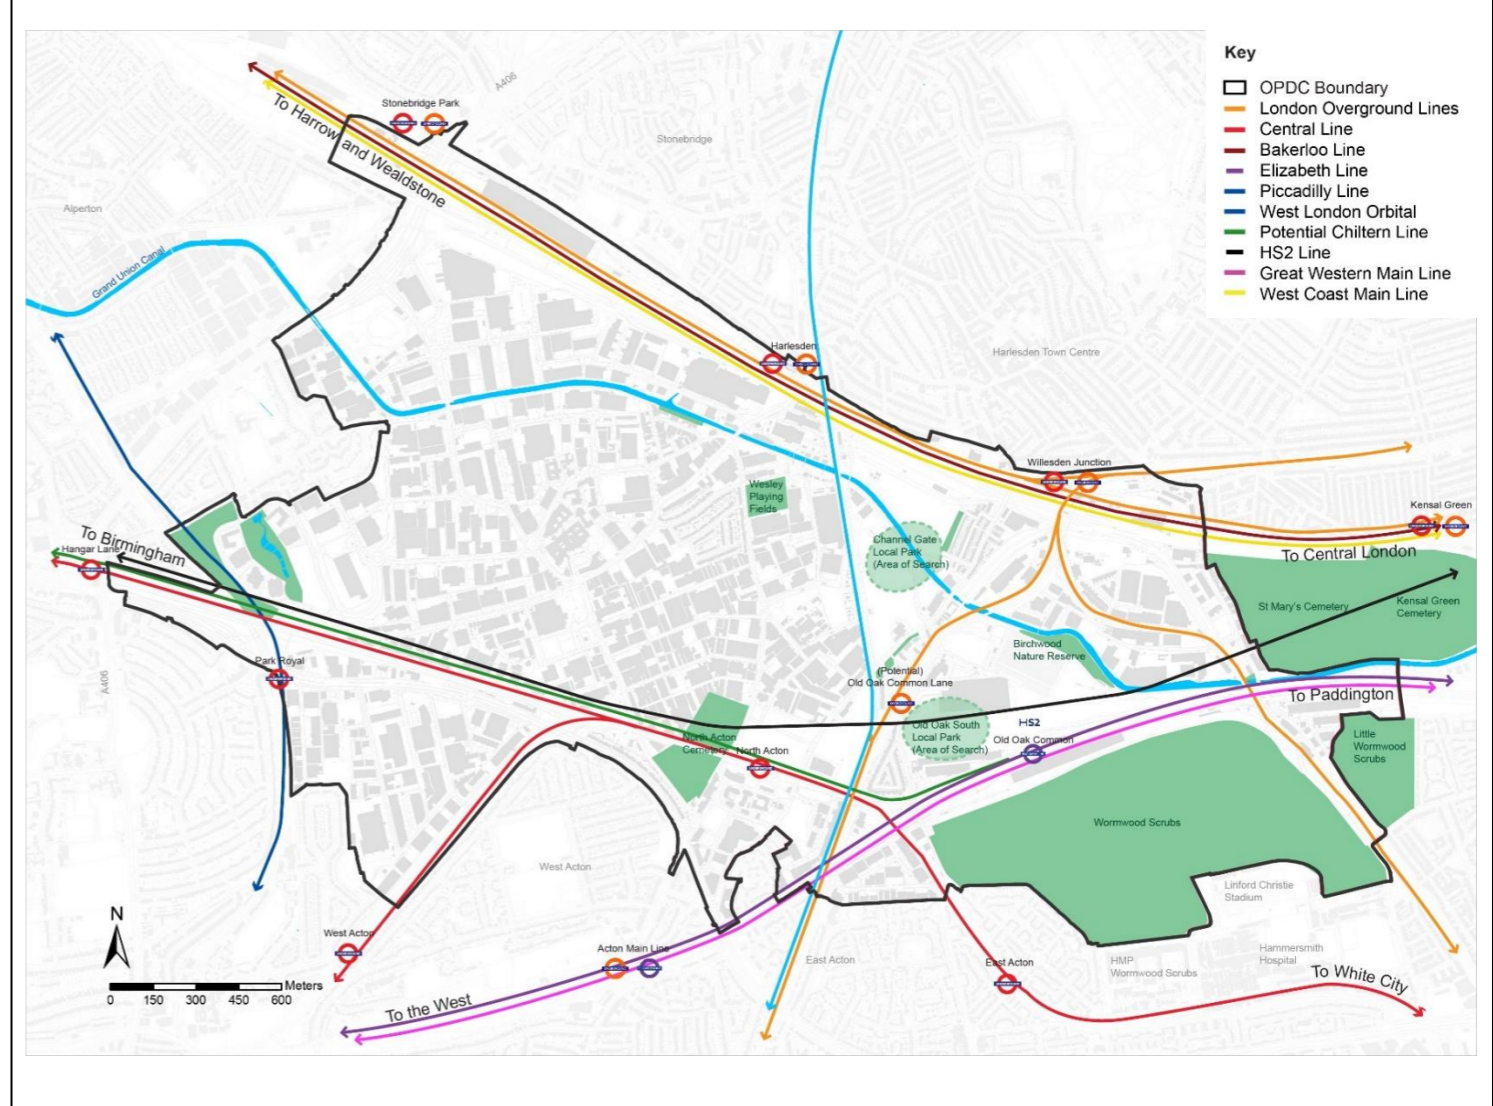 Key
OPDC Boundary
London Overground Lines
Central Line
Bakerloo Line
Elizabeth Line
Piccadilly Line
West London Orbital
Potential Chiltern Line
HS2 Line
Great Western Main Line
West Coast Main Line
A406
Stonebridge Park
To Harrow and Wealdstone
Stonebridge
Alperton
Grand Union Canal
Harlesden
Harlesden Town Centre
Willesden Junction
Wesley
Playing
Fields
Kensal Green
To Birmingham
Hangar Lane
Channel Gate
Local Park
(Area of Search)
To Central London
St Mary's Cemetery
Kensal Green
Cemetery
Birchwood
Nature Reserve
Park Royal
A406
(Potential)
Old Oak Common Lane
To Paddington
North Acton
Cemetery
North Acton
Old Oak South
Local Park
(Area of Search)
HS2
Old Oak Common
Little
Wormwood
Scrubs
Wormwood Scrubs
West Acton
Linford Christie
Stadium
N
West Acton
Acton Main Line
East Acton
East Acton
HMP
Wormwood Scrubs
Hammersmith
Hospital
To White City
Meters
0 150 300 450 600
To the West